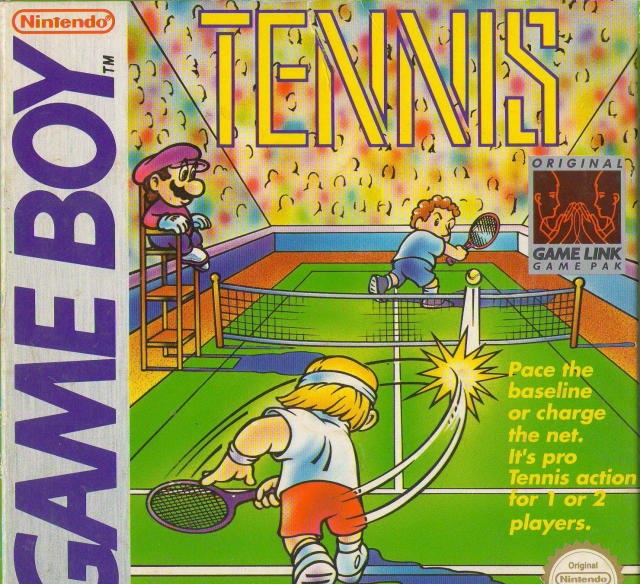 Nintendo®
GAME BOY
TM
TENNIS
ORIGINAL
GAME LINK
GAME PAK
Pace the
baseline
or charge
the net.
It's pro
Tennis action
for 1 or 2
players.
Original
Nintendo